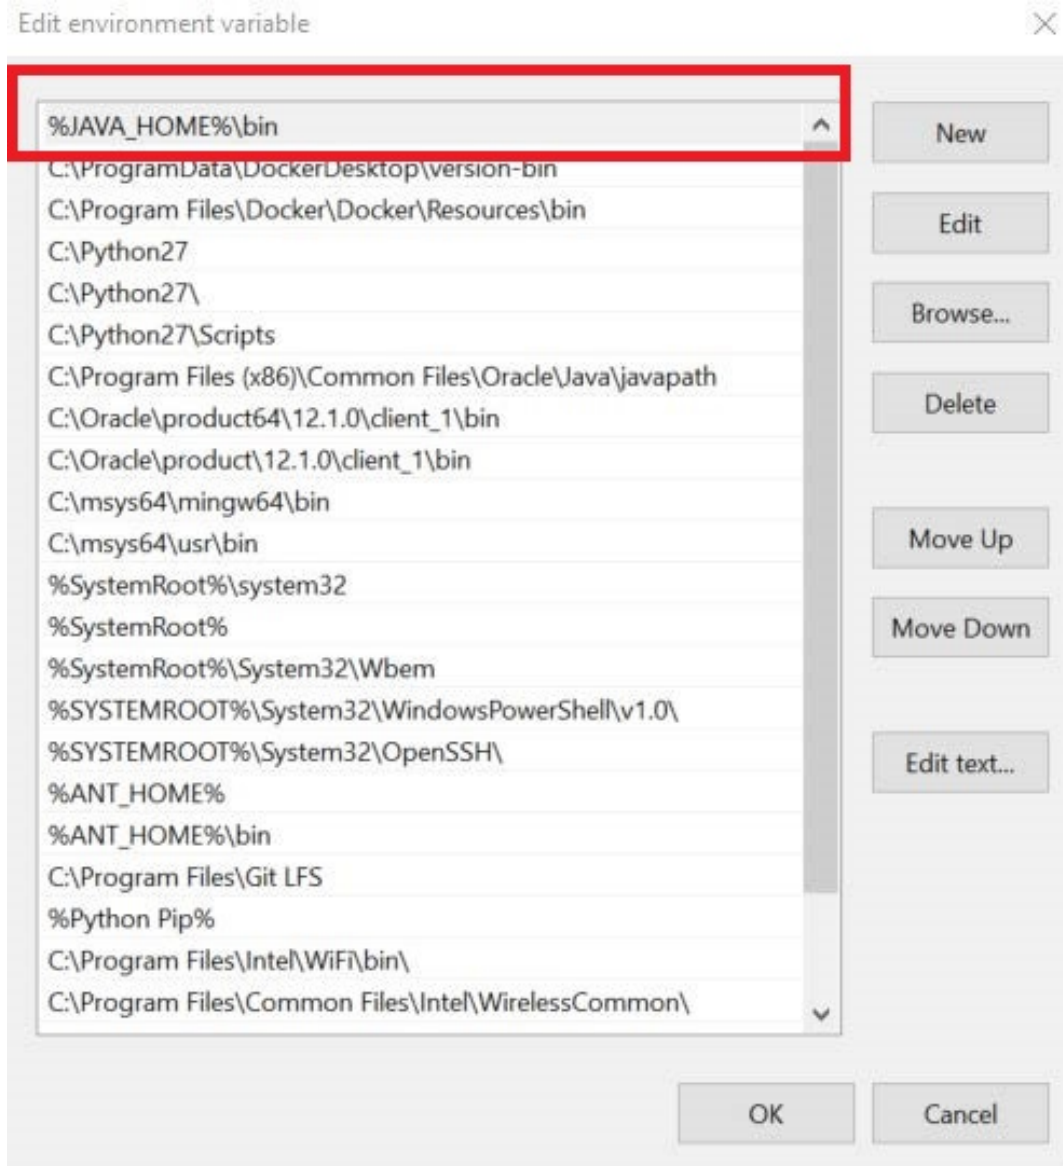 Edit environment variable
%JAVA_HOME%\bin
C:\ProgramData\DockerDesktop\version-bin
C:\Program Files\Docker\Docker\Resources\bin
C:\Python27
C:\Python27\
C:\Python27\Scripts
C:\Program Files (x86)\Common Files\Oracle\Java\javapath
C:\Oracle\product64\12.1.0\client_1\bin
C:\Oracle\product\12.1.0\client_1\bin
C:\msys64\mingw64\bin
C:\msys64\usr\bin
%SystemRoot%\system32
%SystemRoot%
%SystemRoot%\System32\Wbem
%SYSTEMROOT%\System32\WindowsPowerShell\v1.0\
%SYSTEMROOT%\System32\OpenSSH\
%ANT_HOME%
%ANT_HOME%\bin
C:\Program Files\Git LFS
%Python Pip%
C:\Program Files\Intel\WiFi\bin\
C:\Program Files\Common Files\Intel\WirelessCommon\
New
Edit
Browse...
Delete
Move Up
Move Down
Edit text...
OK
Cancel